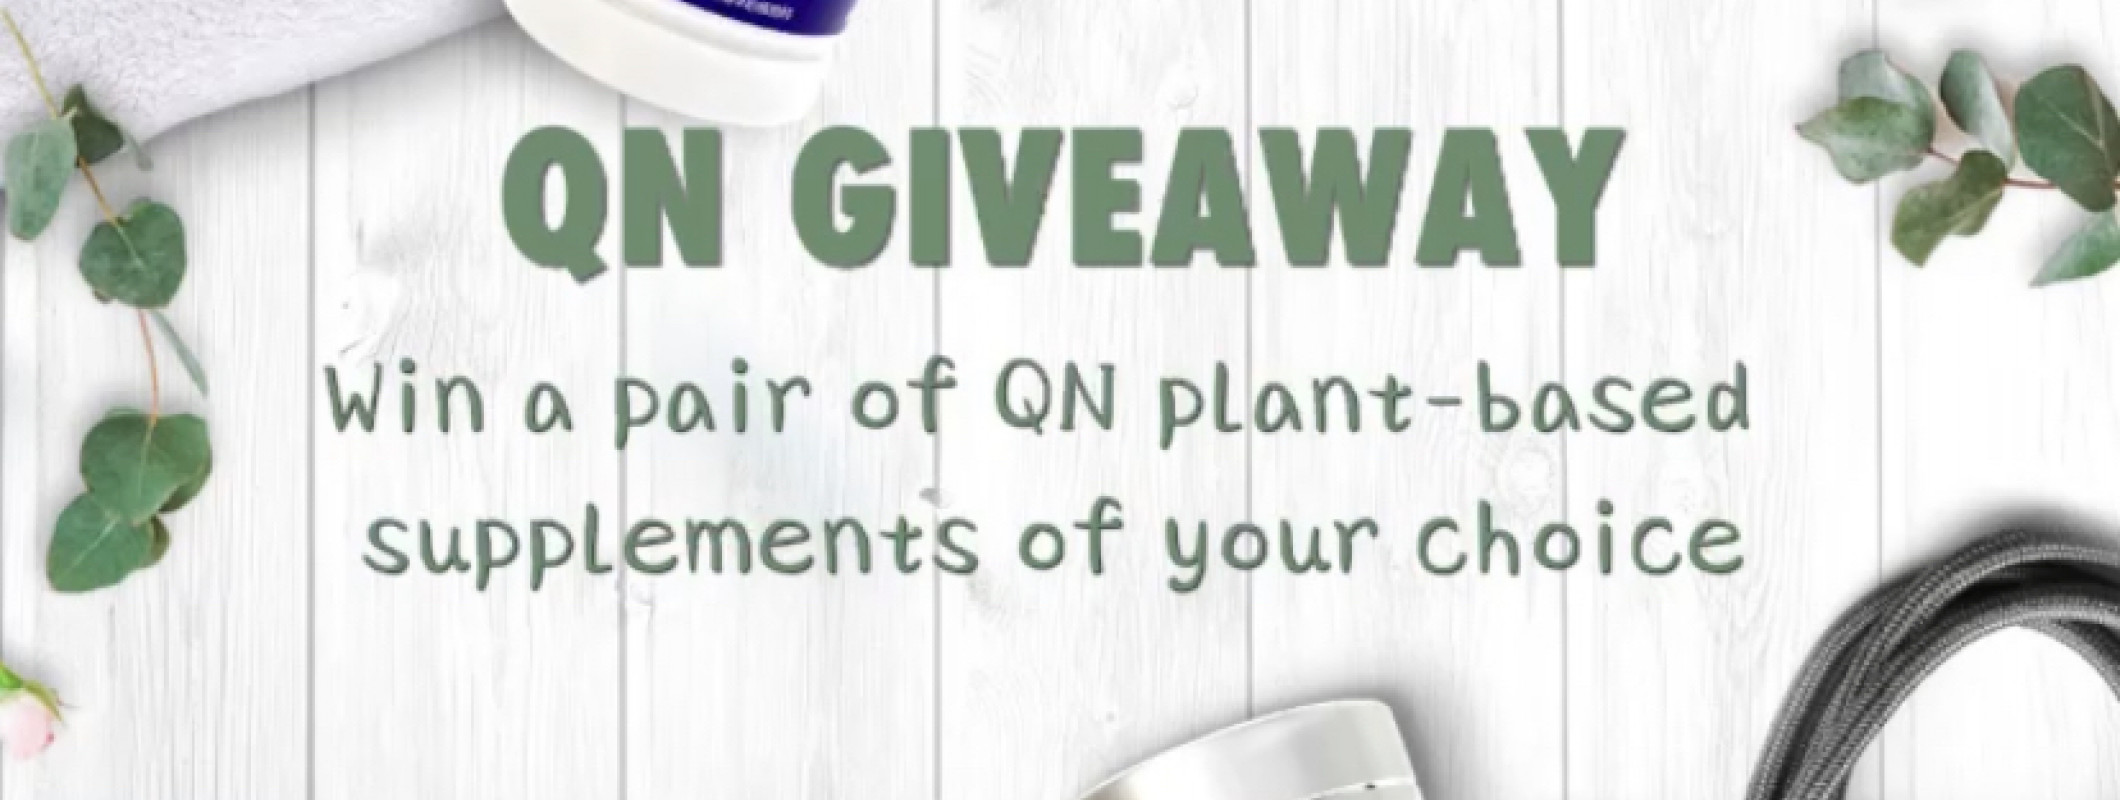 QN GIVEAWAY
Win a pair of QN plant-based
supplements of your choice